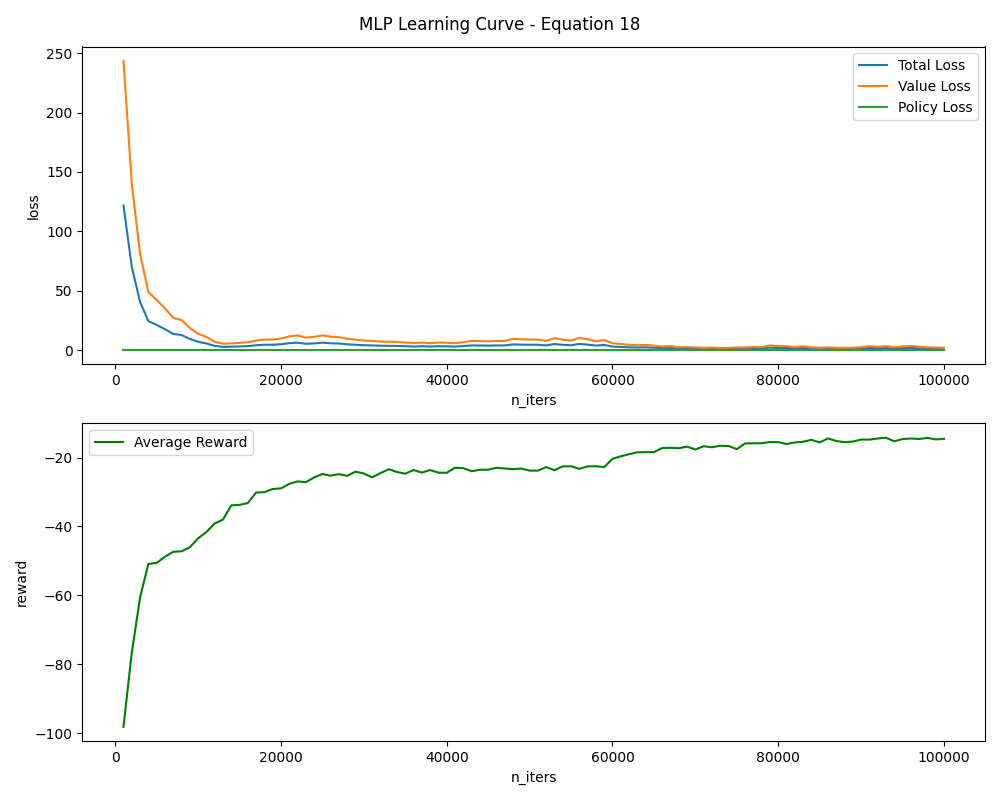 MLP Learning Curve - Equation 18
250
200
150
100
50
0
loss
Total Loss
Value Loss
Policy Loss
0 20000 40000 60000 80000 100000
n_iters
−20
−40
−60
−80
−100
reward
Average Reward
0 20000 40000 60000 80000 100000
n_iters